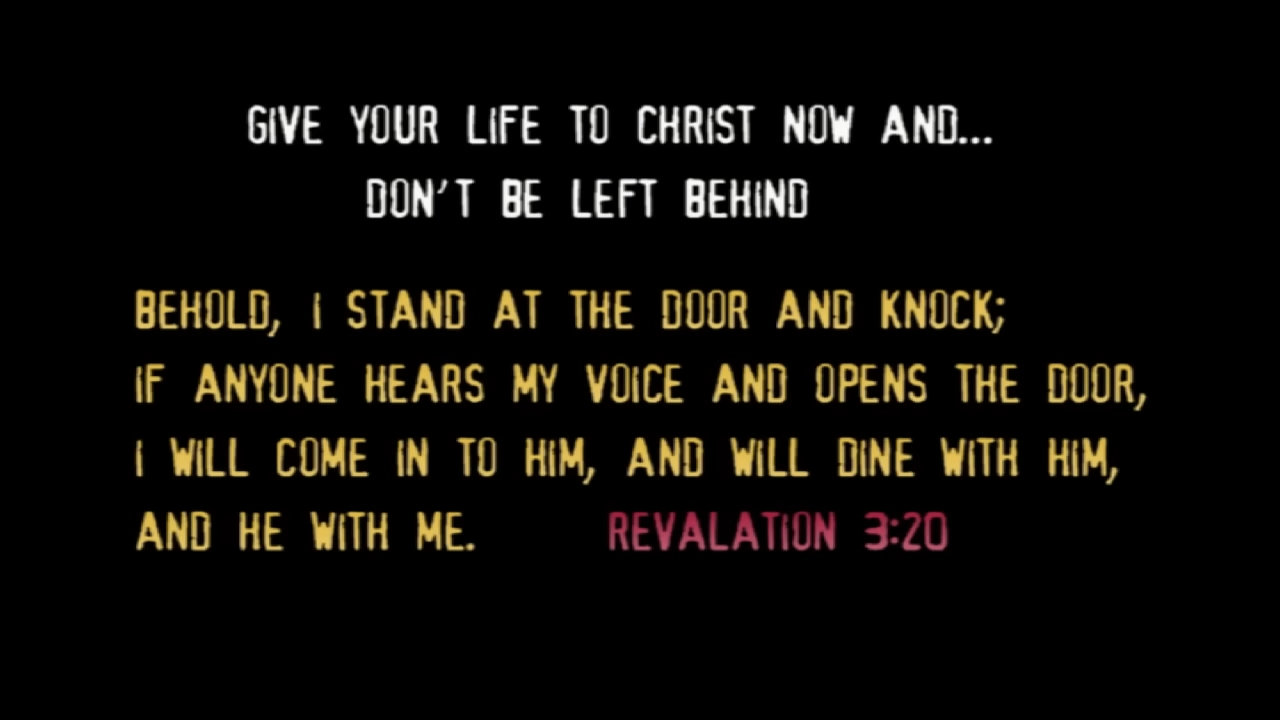 GIVE YOUR LIFE TO CHRIST NOW AND...
DON'T BE LEFT BEHIND
BEHOLD, I STAND AT THE DOOR AND KNOCK;
IF ANYONE HEARS MY VOICE AND OPENS THE DOOR,
I WILL COME IN TO HIM, AND WILL DINE WITH HIM,
AND HE WITH ME. REVALATION 3:20